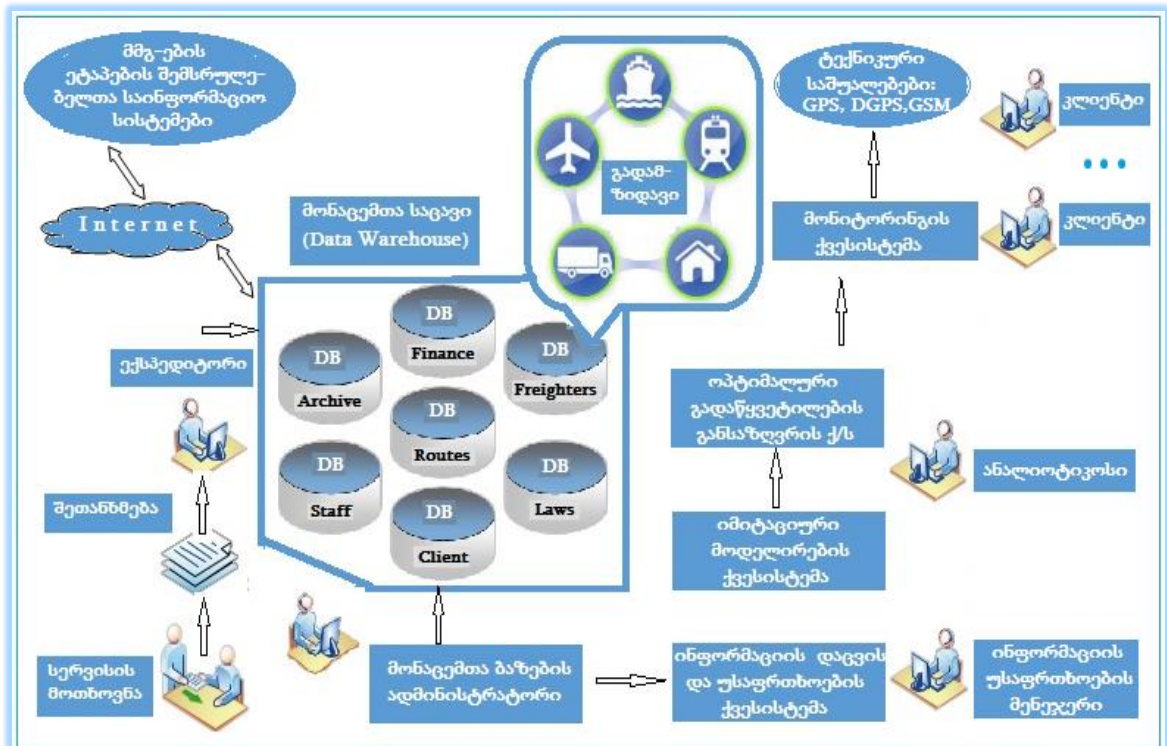 მმგ-ების
ეტაპების შემსრულე-
ბელთა საინფორმაციო
სისტემები
Internet
მონაცემთა საცავი
(Data Warehouse)
გადამ-
ზიდავი
ტექნიკური
საშუალებები:
GPS, DGPS,GSM
კლიენტი
...
მონიტორინგის
ქვესისტემა
კლიენტი
ექსპედიტორი
DB
Finance
DB
Archive
DB
Freighters
DB
Routes
DB
Staff
DB
Laws
DB
Client
ოპტიმალური
გადაწყვეტილების
განსაზღვრის ქ/ს
ანალიოტიკოსი
შეთანხმება
იმიტაციური
მოდელირების
ქვესისტემა
სერვისის
მოთხოვნა
მონაცემთა ბაზების
ადმინისტრატორი
ინფორმაციის დაცვის
და უსაფრთხოების
ქვესისტემა
ინფორმაციის
უსაფრთხოების
მენეჯერი